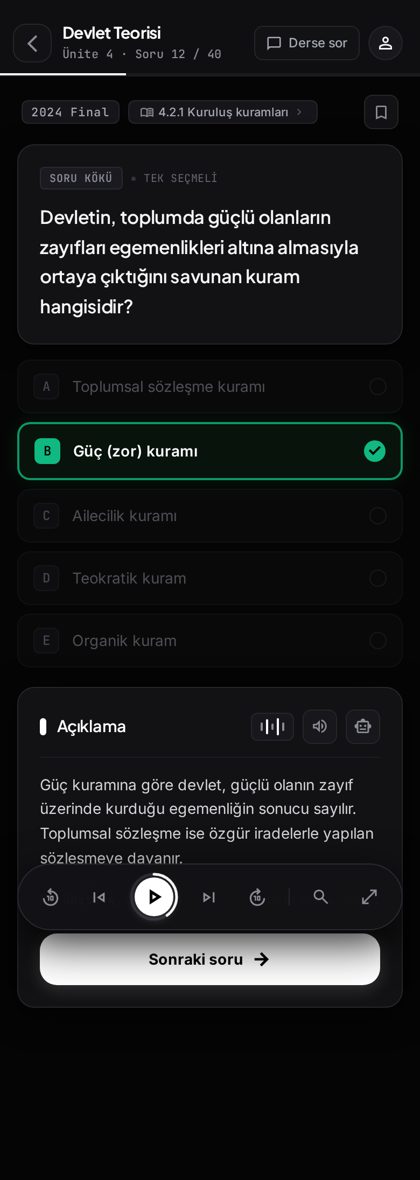 Devlet Teorisi
Ünite 4 · Soru 12 / 40
Derse sor
2024 Final
4.2.1 Kuruluş kuramları
SORU KÖKÜ
TEK SEÇMELİ
Devletin, toplumda güçlü olanların
zayıfları egemenlikleri altına almasıyla
ortaya çıktığını savunan kuram
hangisidir?
A Toplumsal sözleşme kuramı
B Güç (zor) kuramı
C Ailecilik kuramı
D Teokratik kuram
E Organik kuram
Açıklama
Güç kuramına göre devlet, güçlü olanın zayıf
üzerinde kurduğu egemenliğin sonucu sayılır.
Toplumsal sözleşme ise özgür iradelerle yapılan
sözleşmeye dayanır.
10
10
Sonraki soru